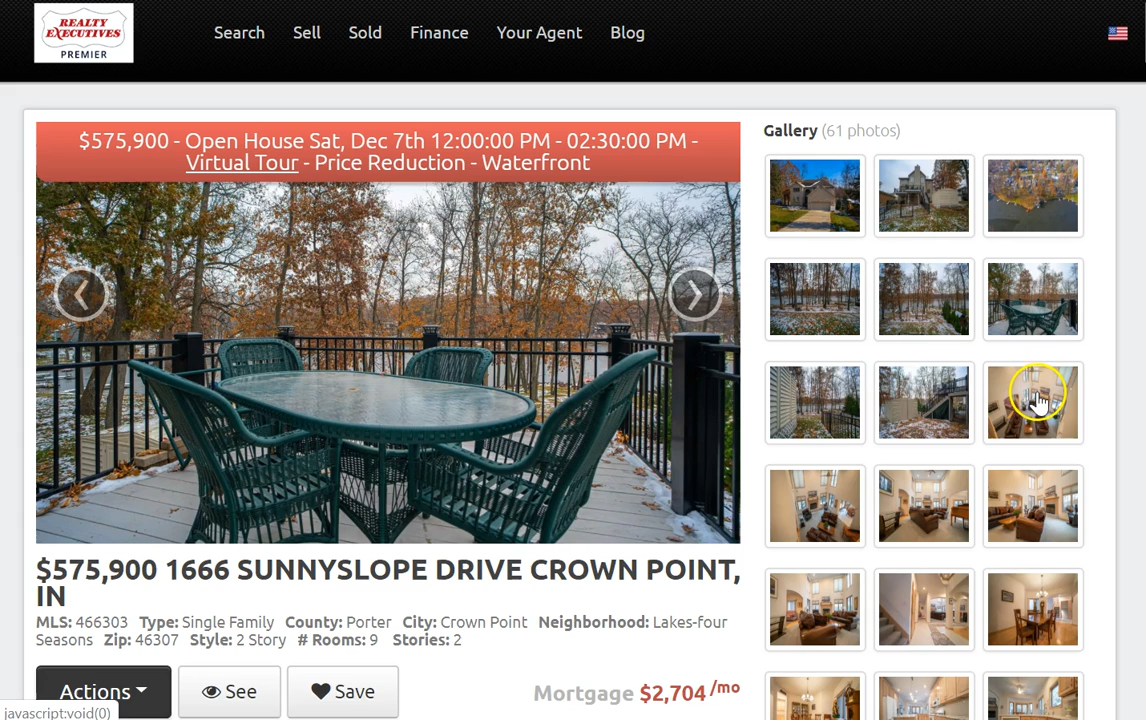 REALTY
EXECUTIVES
PREMIER
Search Sell Sold Finance Your Agent Blog
$575,900 - Open House Sat, Dec 7th 12:00:00 PM - 02:30:00 PM -
Virtual Tour - Price Reduction - Waterfront
Gallery (61 photos)
$575,900 1666 SUNNYSLOPE DRIVE CROWN POINT,
IN
MLS: 466303 Type: Single Family County: Porter City: Crown Point Neighborhood: Lakes-four
Seasons Zip: 46307 Style: 2 Story # Rooms: 9 Stories: 2
Actions See Save Mortgage $2,704 /mo
javascript:void(0)